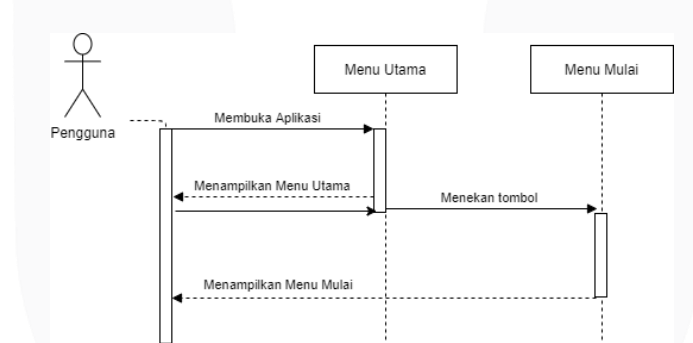 Menu Utama
Menu Mulai
Pengguna
Membuka Aplikasi
Menampilkan Menu Utama
Menekan tombol
Menampilkan Menu Mulai